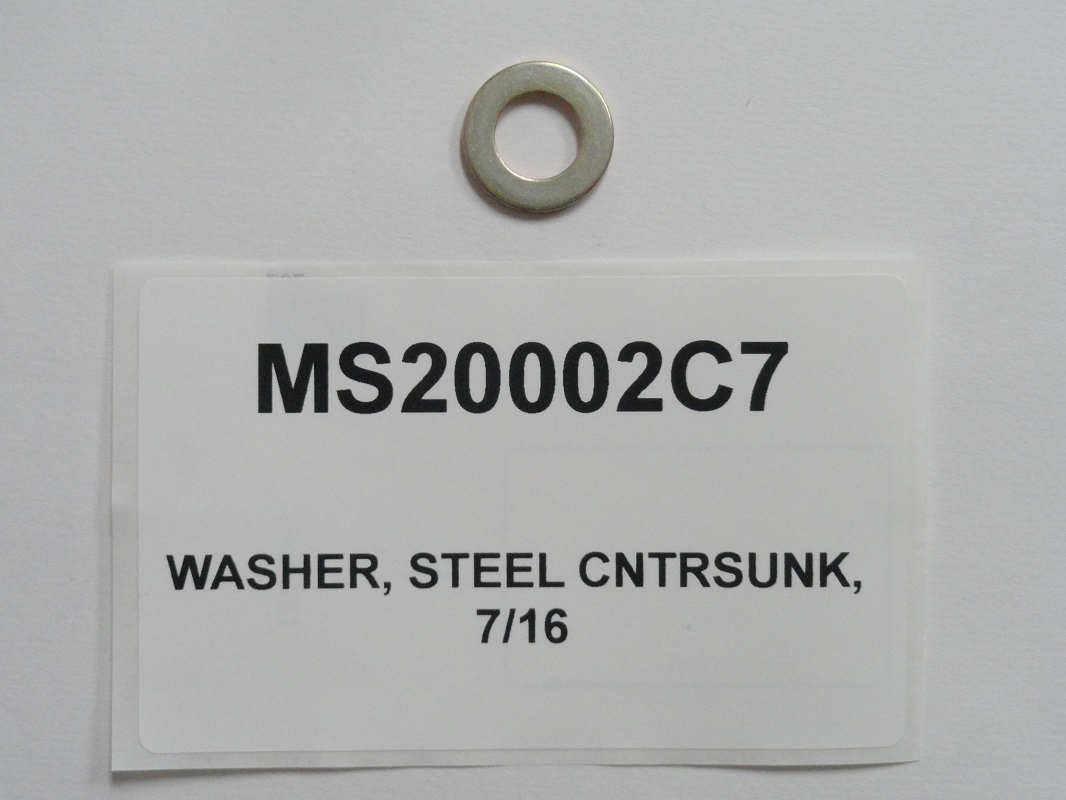 MS20002C7
WASHER, STEEL CNTRSUNK,
7/16